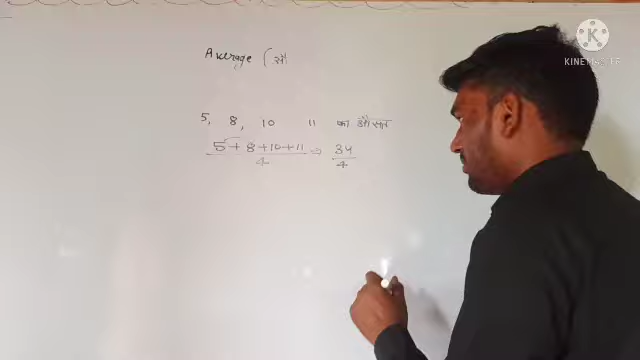 Average (
5, 8, 10 11 का औसत
5 + 8 + 10 + 11 / 4 ⇒ 34 / 4
K
KINEMASTER